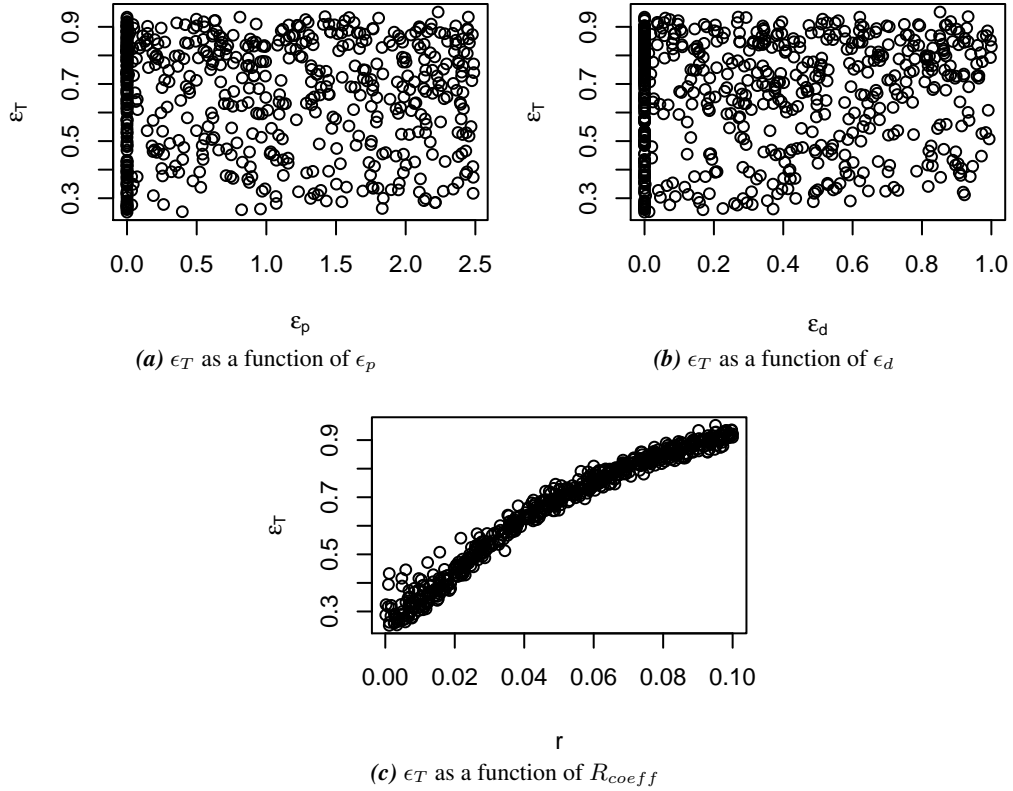 0.3 0.5 0.7 0.9
ε_T
0.0 0.5 1.0 1.5 2.0 2.5
ε_p
(a) ϵ_T as a function of ϵ_p
0.3 0.5 0.7 0.9
ε_T
0.0 0.2 0.4 0.6 0.8 1.0
ε_d
(b) ϵ_T as a function of ϵ_d
0.3 0.5 0.7 0.9
ε_T
0.00 0.02 0.04 0.06 0.08 0.10
r
(c) ϵ_T as a function of R_{coeff}